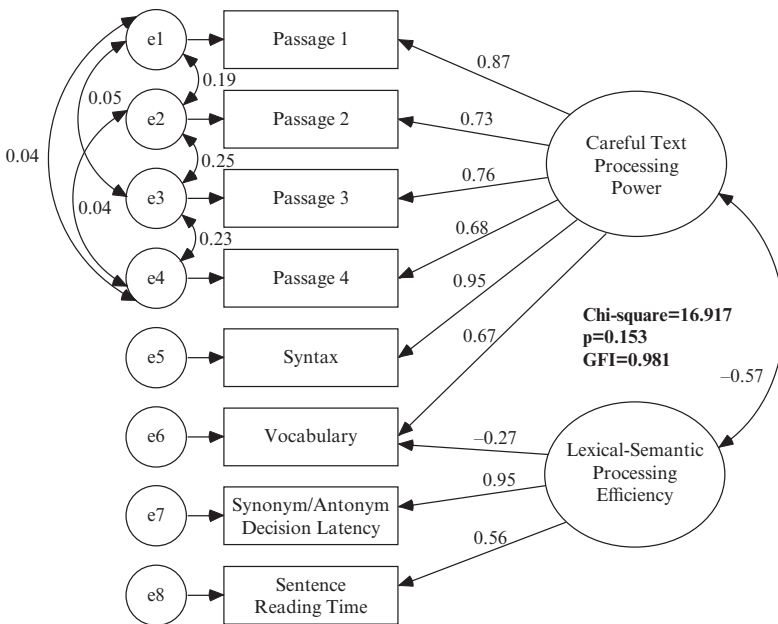 e1
Passage 1
0.87
0.19
0.05
e2
Passage 2
0.73
Careful Text
Processing
Power
0.04
0.25
0.76
e3
Passage 3
0.04
0.23
0.68
e4
Passage 4
0.95
Chi-square=16.917
p=0.153
GFI=0.981
0.67
e5
Syntax
–0.57
e6
Vocabulary
–0.27
Lexical-Semantic
Processing
Efficiency
0.95
e7
Synonym/Antonym
Decision Latency
0.56
e8
Sentence
Reading Time